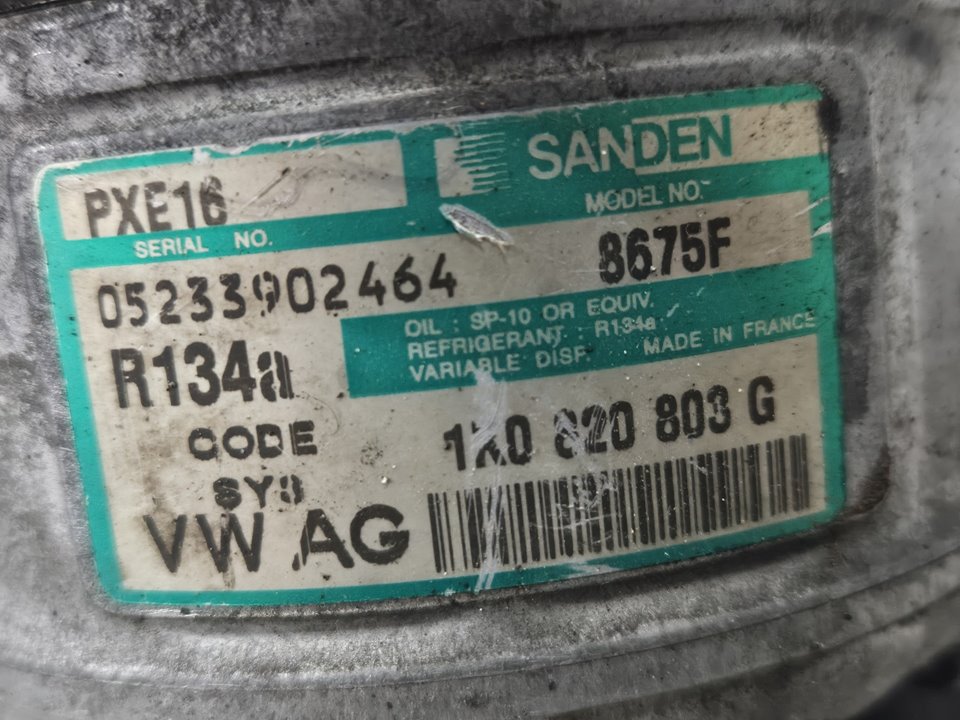 PXE16
SANDEN
SERIAL NO.
MODEL NO.
05233902464
8675F
R134a
OIL : SP-10 OR EQUIV.
REFRIGERANT : R134a
VARIABLE DISP. MADE IN FRANCE
CODE
1K0 820 803 G
SY3
VW AG